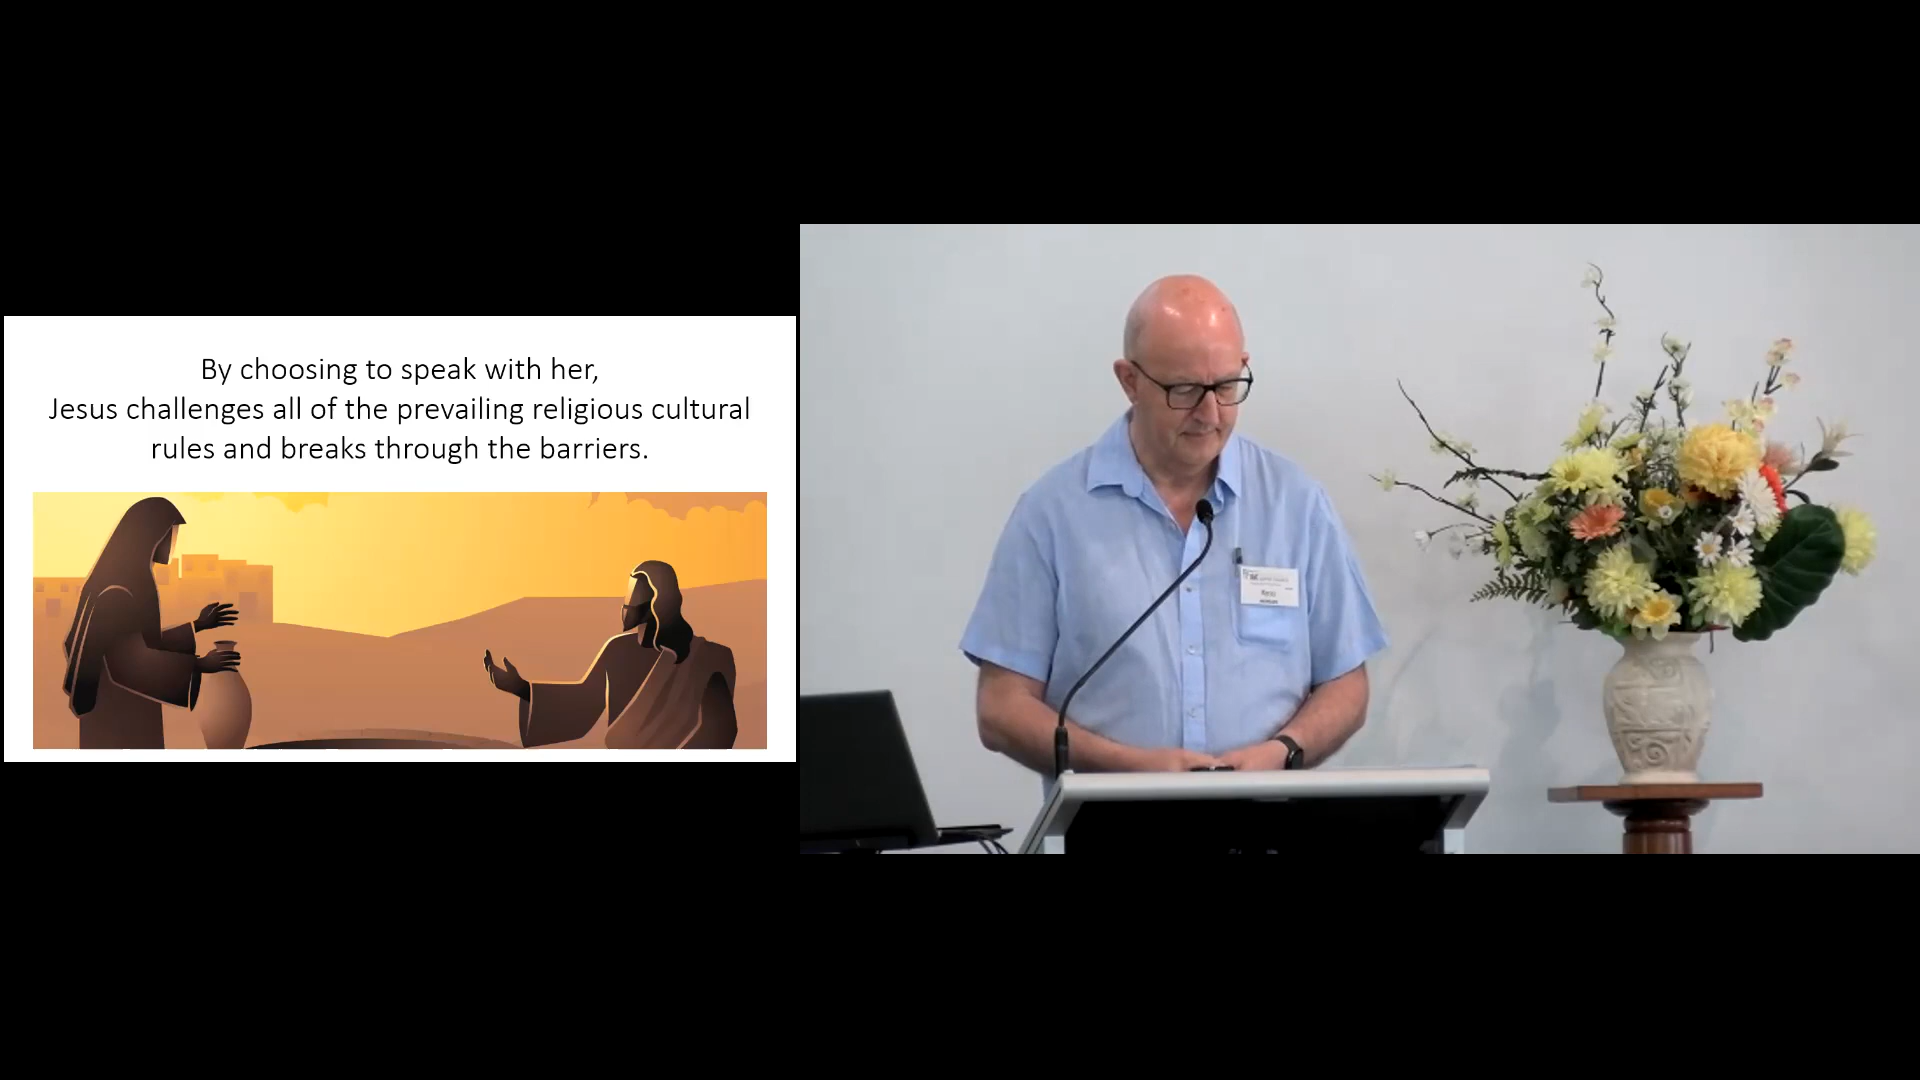 By choosing to speak with her,
Jesus challenges all of the prevailing religious cultural
rules and breaks through the barriers.